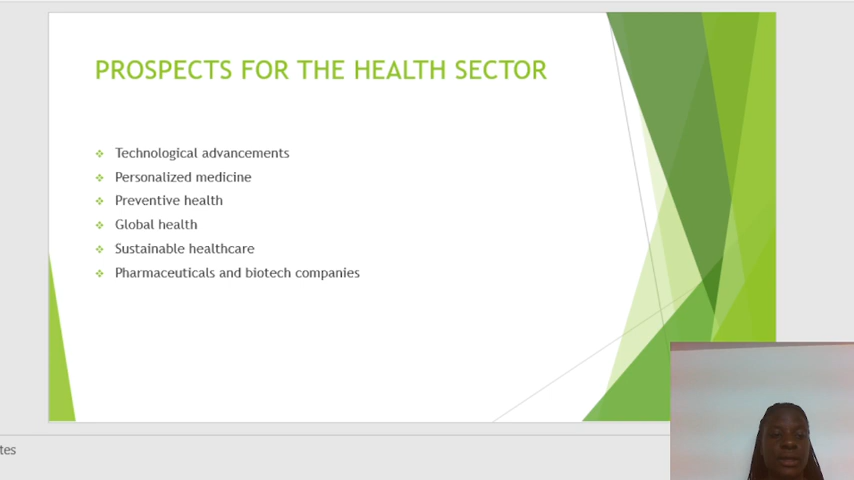 PROSPECTS FOR THE HEALTH SECTOR
Technological advancements
Personalized medicine
Preventive health
Global health
Sustainable healthcare
Pharmaceuticals and biotech companies
tes